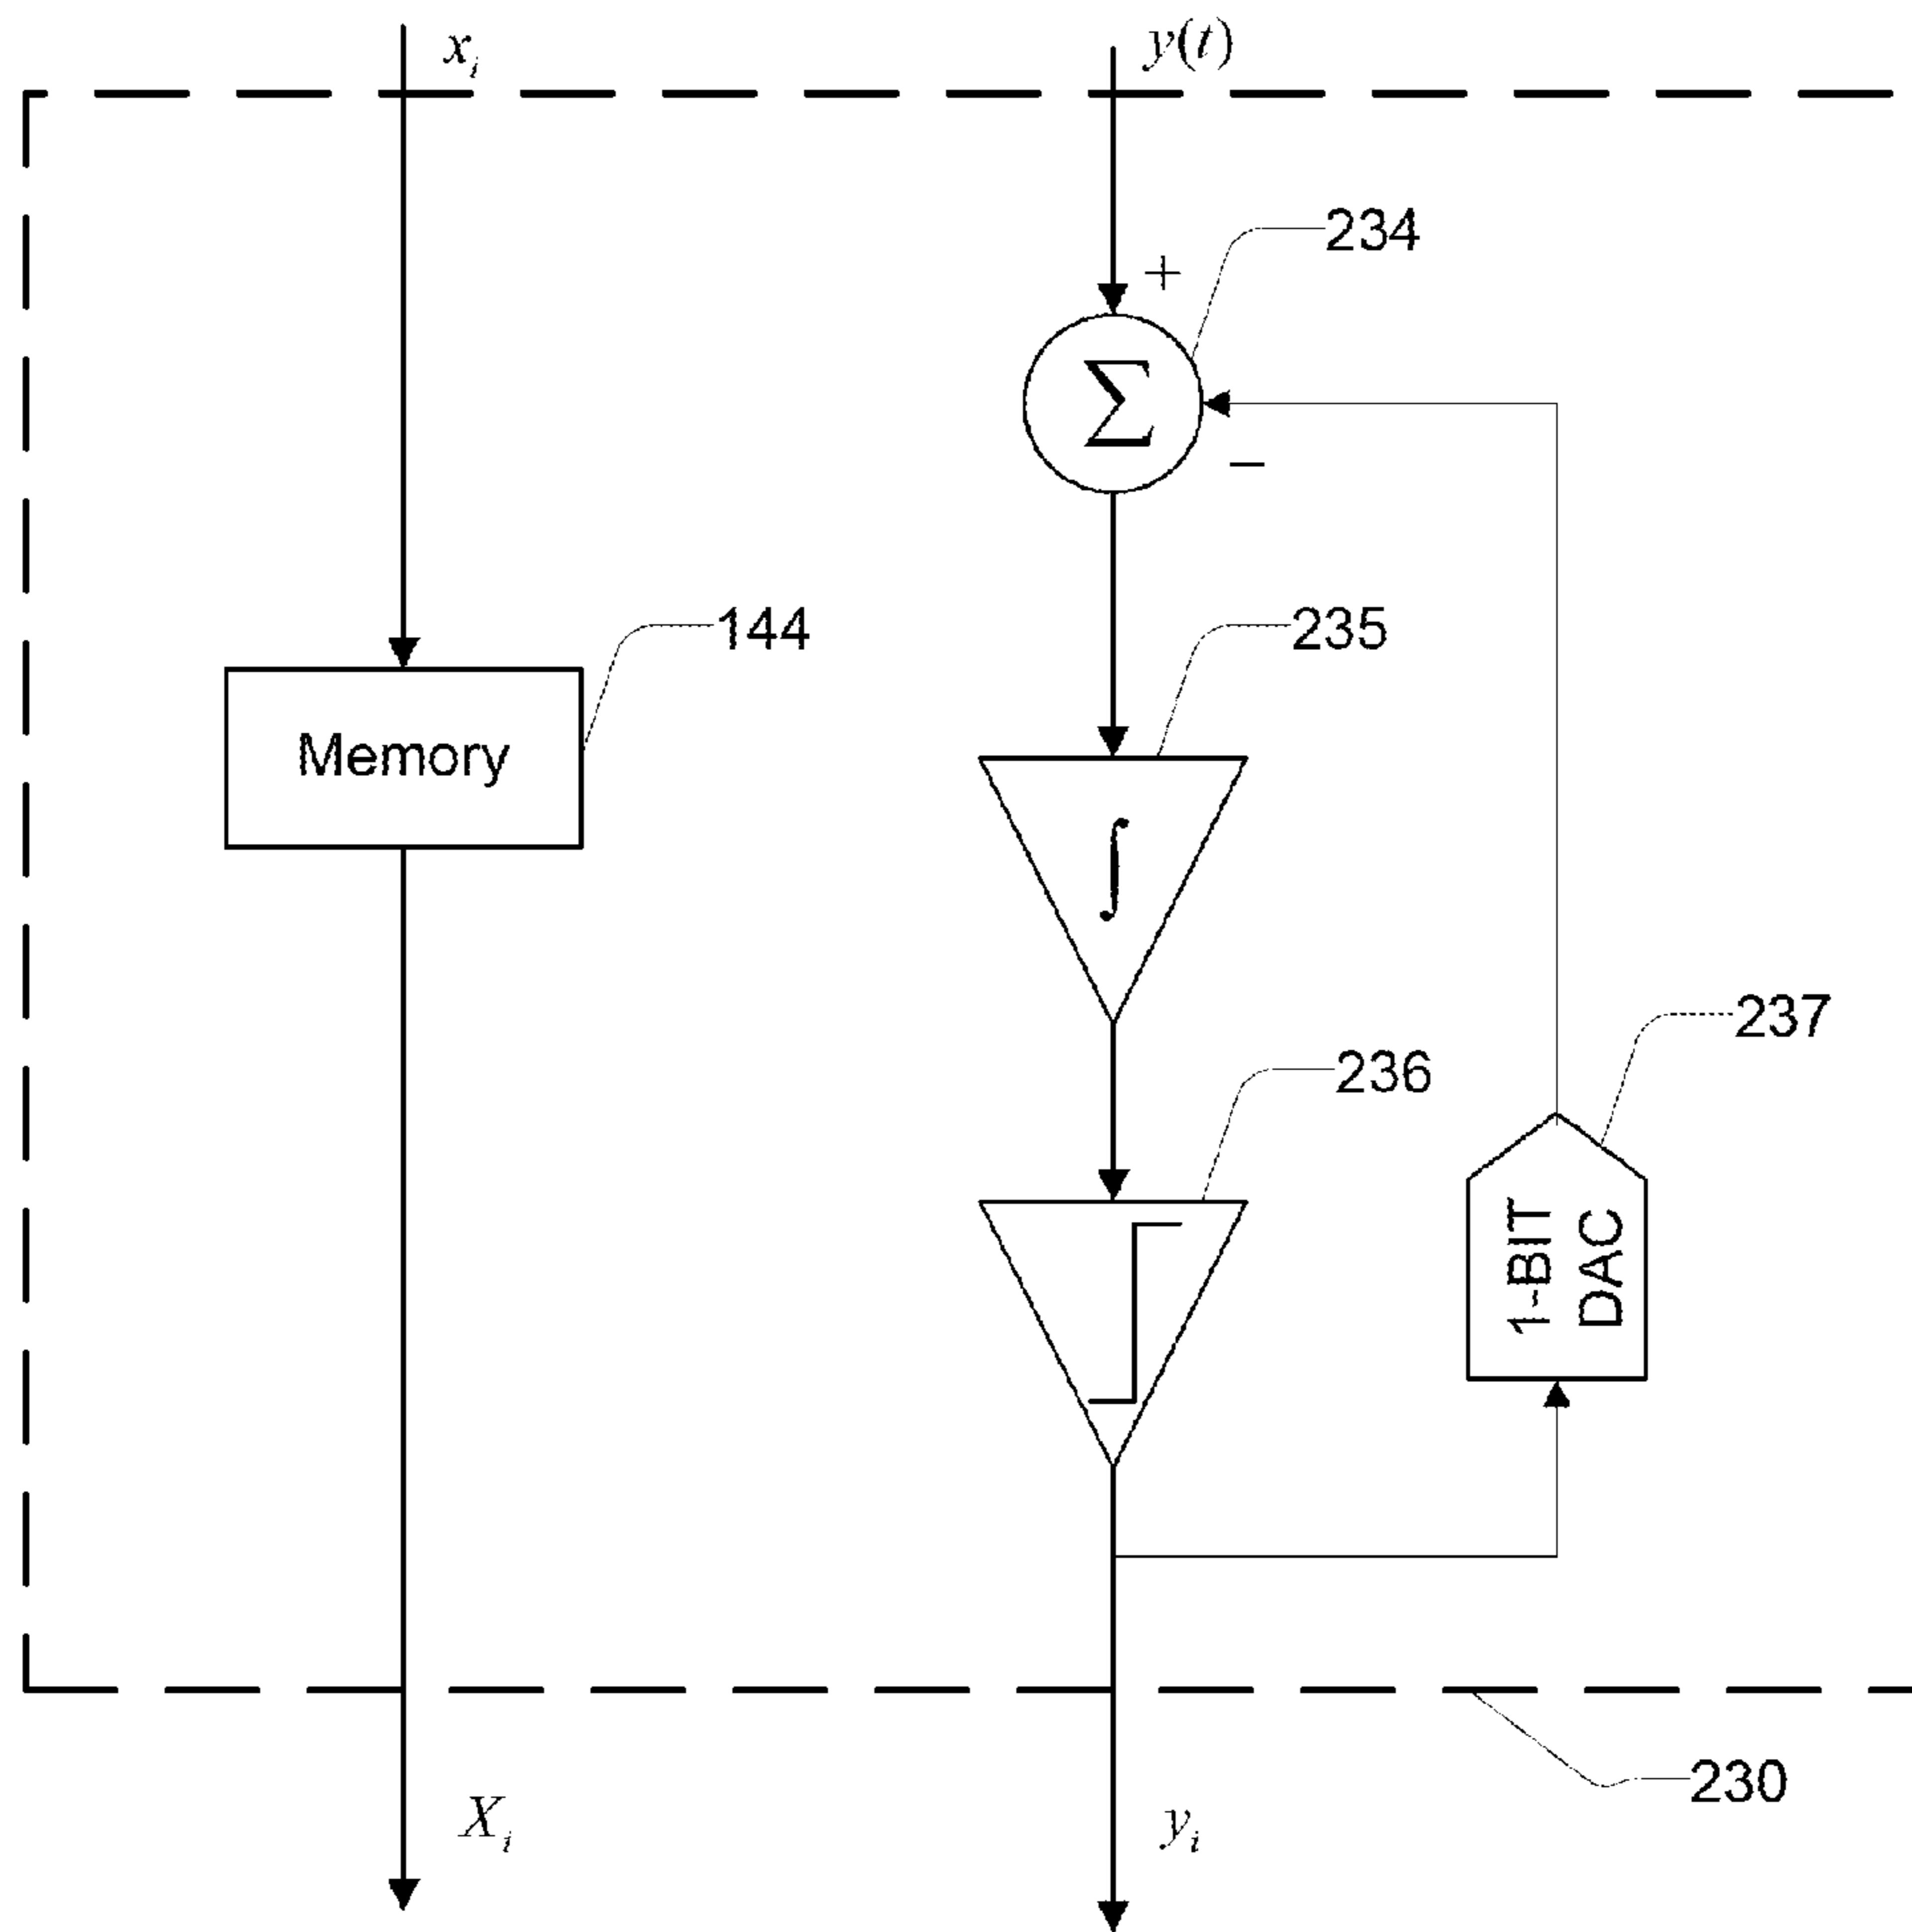 x_i
y(t)
234
+
Σ
−
144
235
Memory
∫
237
236
1-BIT
DAC
230
X_i
y_i